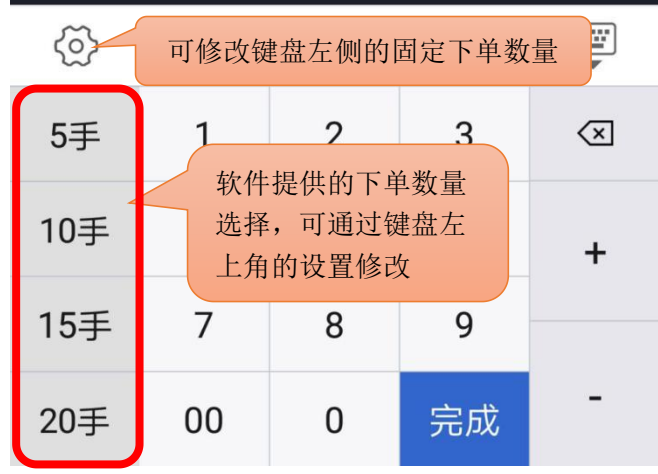 可修改键盘左侧的固定下单数量
5手 1 2 3
软件提供的下单数量
选择，可通过键盘左
上角的设置修改
10手 +
15手 7 8 9
20手 00 0 完成 -